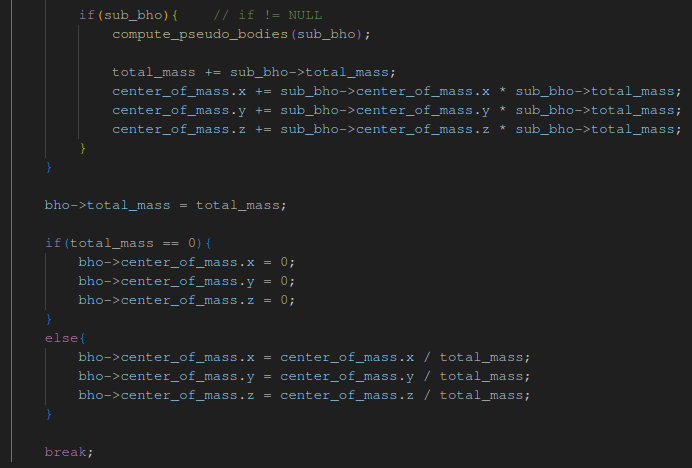 if(sub_bho){    // if != NULL
compute_pseudo_bodies(sub_bho);
total_mass += sub_bho->total_mass;
center_of_mass.x += sub_bho->center_of_mass.x * sub_bho->total_mass;
center_of_mass.y += sub_bho->center_of_mass.y * sub_bho->total_mass;
center_of_mass.z += sub_bho->center_of_mass.z * sub_bho->total_mass;
}
}
bho->total_mass = total_mass;
if(total_mass == 0){
bho->center_of_mass.x = 0;
bho->center_of_mass.y = 0;
bho->center_of_mass.z = 0;
}
else{
bho->center_of_mass.x = center_of_mass.x / total_mass;
bho->center_of_mass.y = center_of_mass.y / total_mass;
bho->center_of_mass.z = center_of_mass.z / total_mass;
}
break;